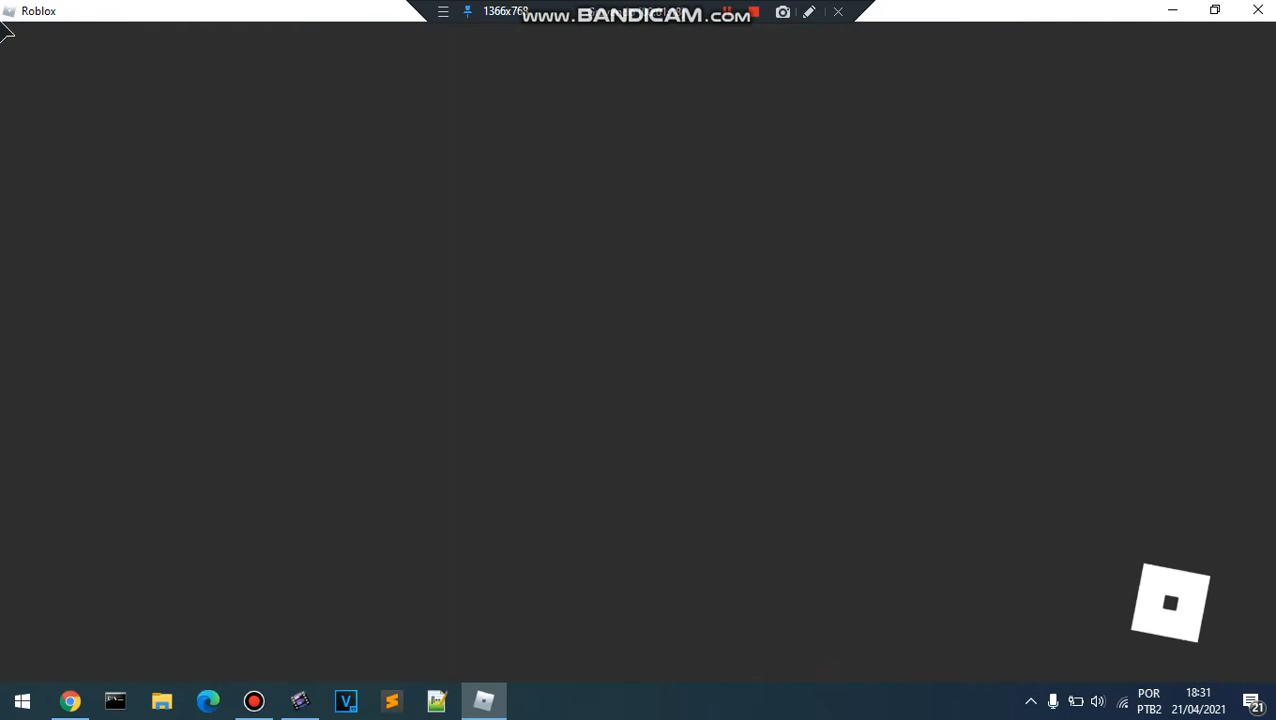 Roblox
1366x768
www.BANDICAM.com
POR
PTB2
18:31
21/04/2021
21